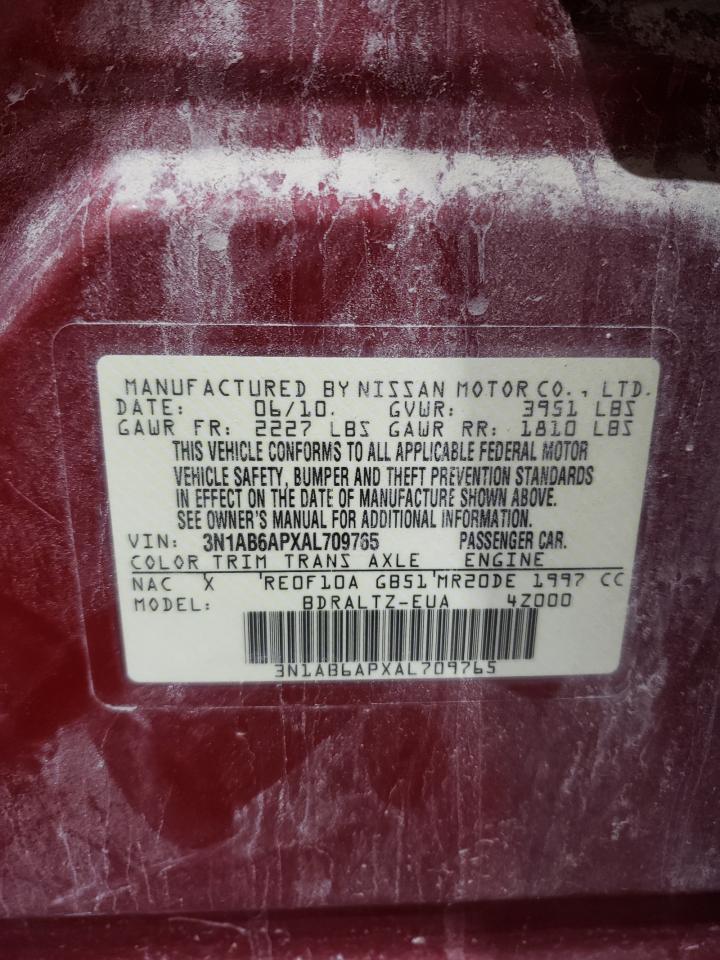 MANUFACTURED BY NISSAN MOTOR CO., LTD.
DATE: 06/10. GVWR: 3951 LBS
GAWR FR: 2227 LBS GAWR RR: 1810 LBS
THIS VEHICLE CONFORMS TO ALL APPLICABLE FEDERAL MOTOR
VEHICLE SAFETY, BUMPER AND THEFT PREVENTION STANDARDS
IN EFFECT ON THE DATE OF MANUFACTURE SHOWN ABOVE.
SEE OWNER'S MANUAL FOR ADDITIONAL INFORMATION.
VIN: 3N1AB6APXAL709765 PASSENGER CAR.
COLOR TRIM TRANS AXLE ENGINE
NAC X RE0F10A GB51 MR20DE 1997 CC
MODEL: BDRALTZ-EUA 4Z000
3N1AB6APXAL709765